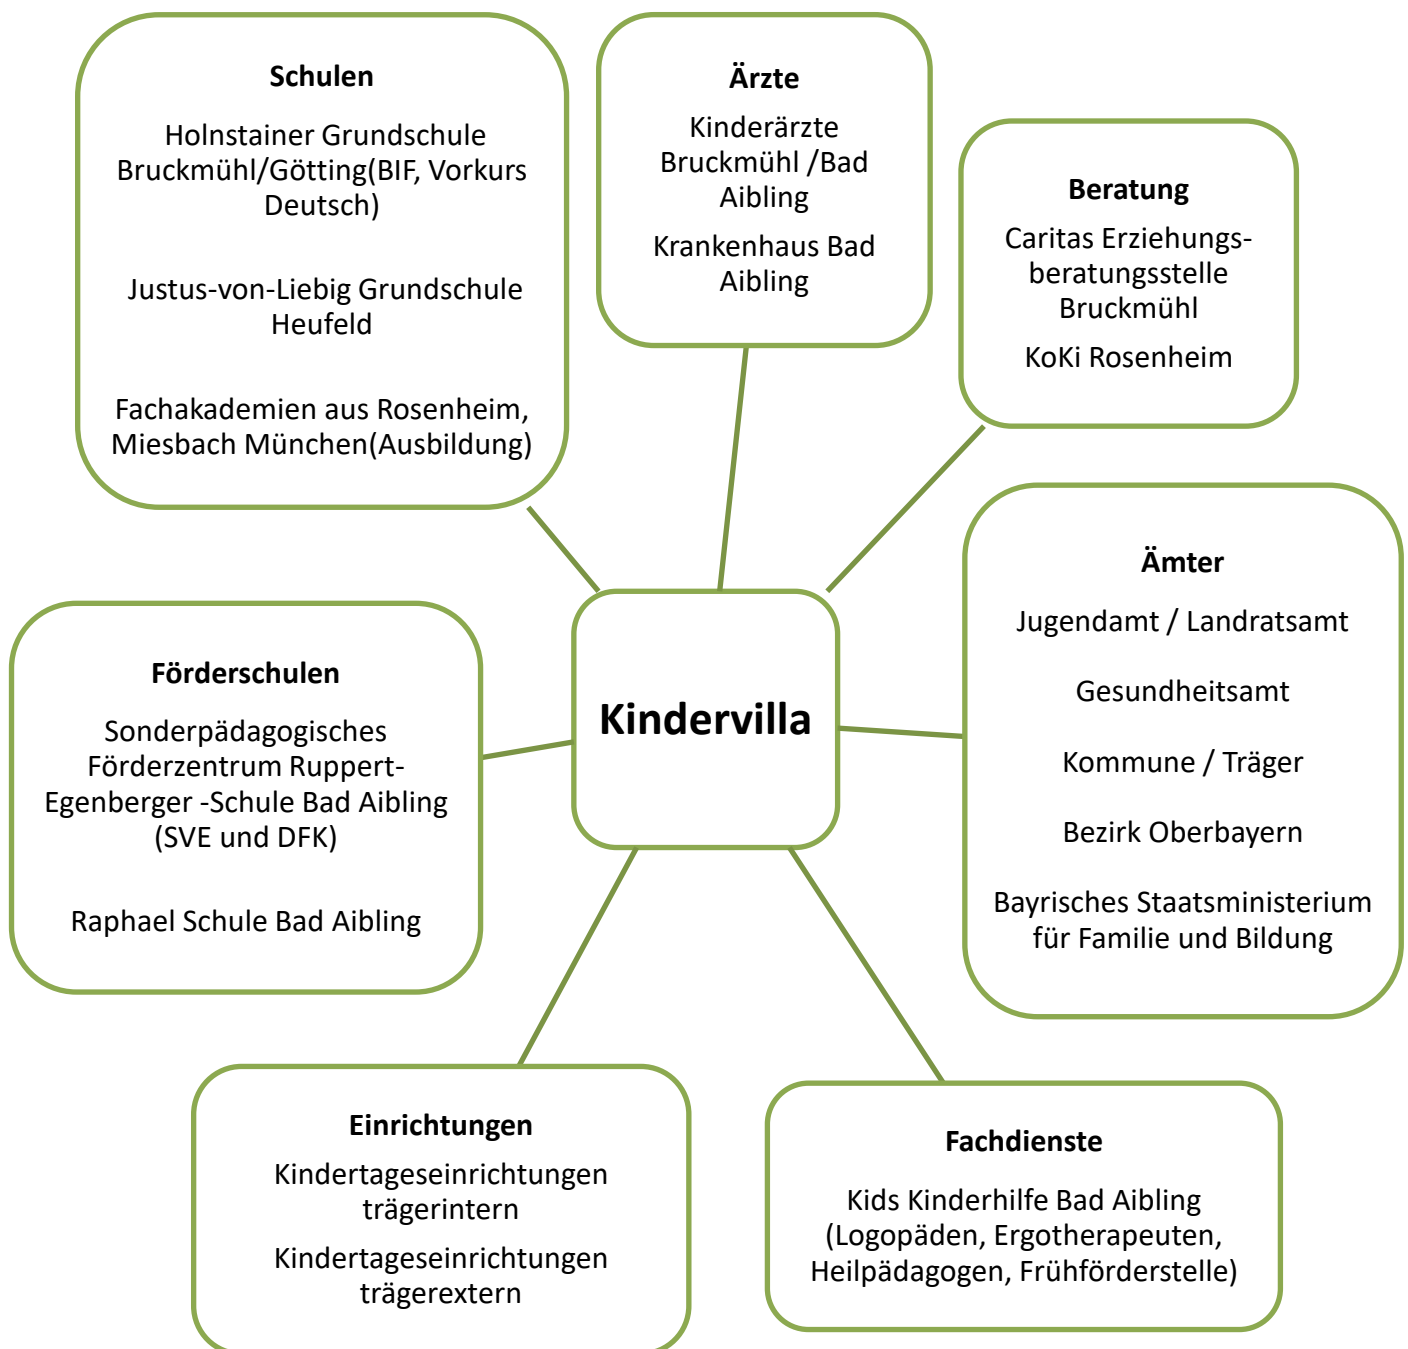 Schulen
Holnstainer Grundschule
Bruckmühl/Götting(BIF, Vorkurs
Deutsch)
Justus-von-Liebig Grundschule
Heufeld
Fachakademien aus Rosenheim,
Miesbach München(Ausbildung)
Ärzte
Kinderärzte
Bruckmühl /Bad
Aibling
Krankenhaus Bad
Aibling
Beratung
Caritas Erziehungs-
beratungsstelle
Bruckmühl
KoKi Rosenheim
Ämter
Jugendamt / Landratsamt
Gesundheitsamt
Kommune / Träger
Bezirk Oberbayern
Bayrisches Staatsministerium
für Familie und Bildung
Kindervilla
Förderschulen
Sonderpädagogisches
Förderzentrum Ruppert-
Egenberger -Schule Bad Aibling
(SVE und DFK)
Raphael Schule Bad Aibling
Einrichtungen
Kindertageseinrichtungen
trägerintern
Kindertageseinrichtungen
trägerextern
Fachdienste
Kids Kinderhilfe Bad Aibling
(Logopäden, Ergotherapeuten,
Heilpädagogen, Frühförderstelle)